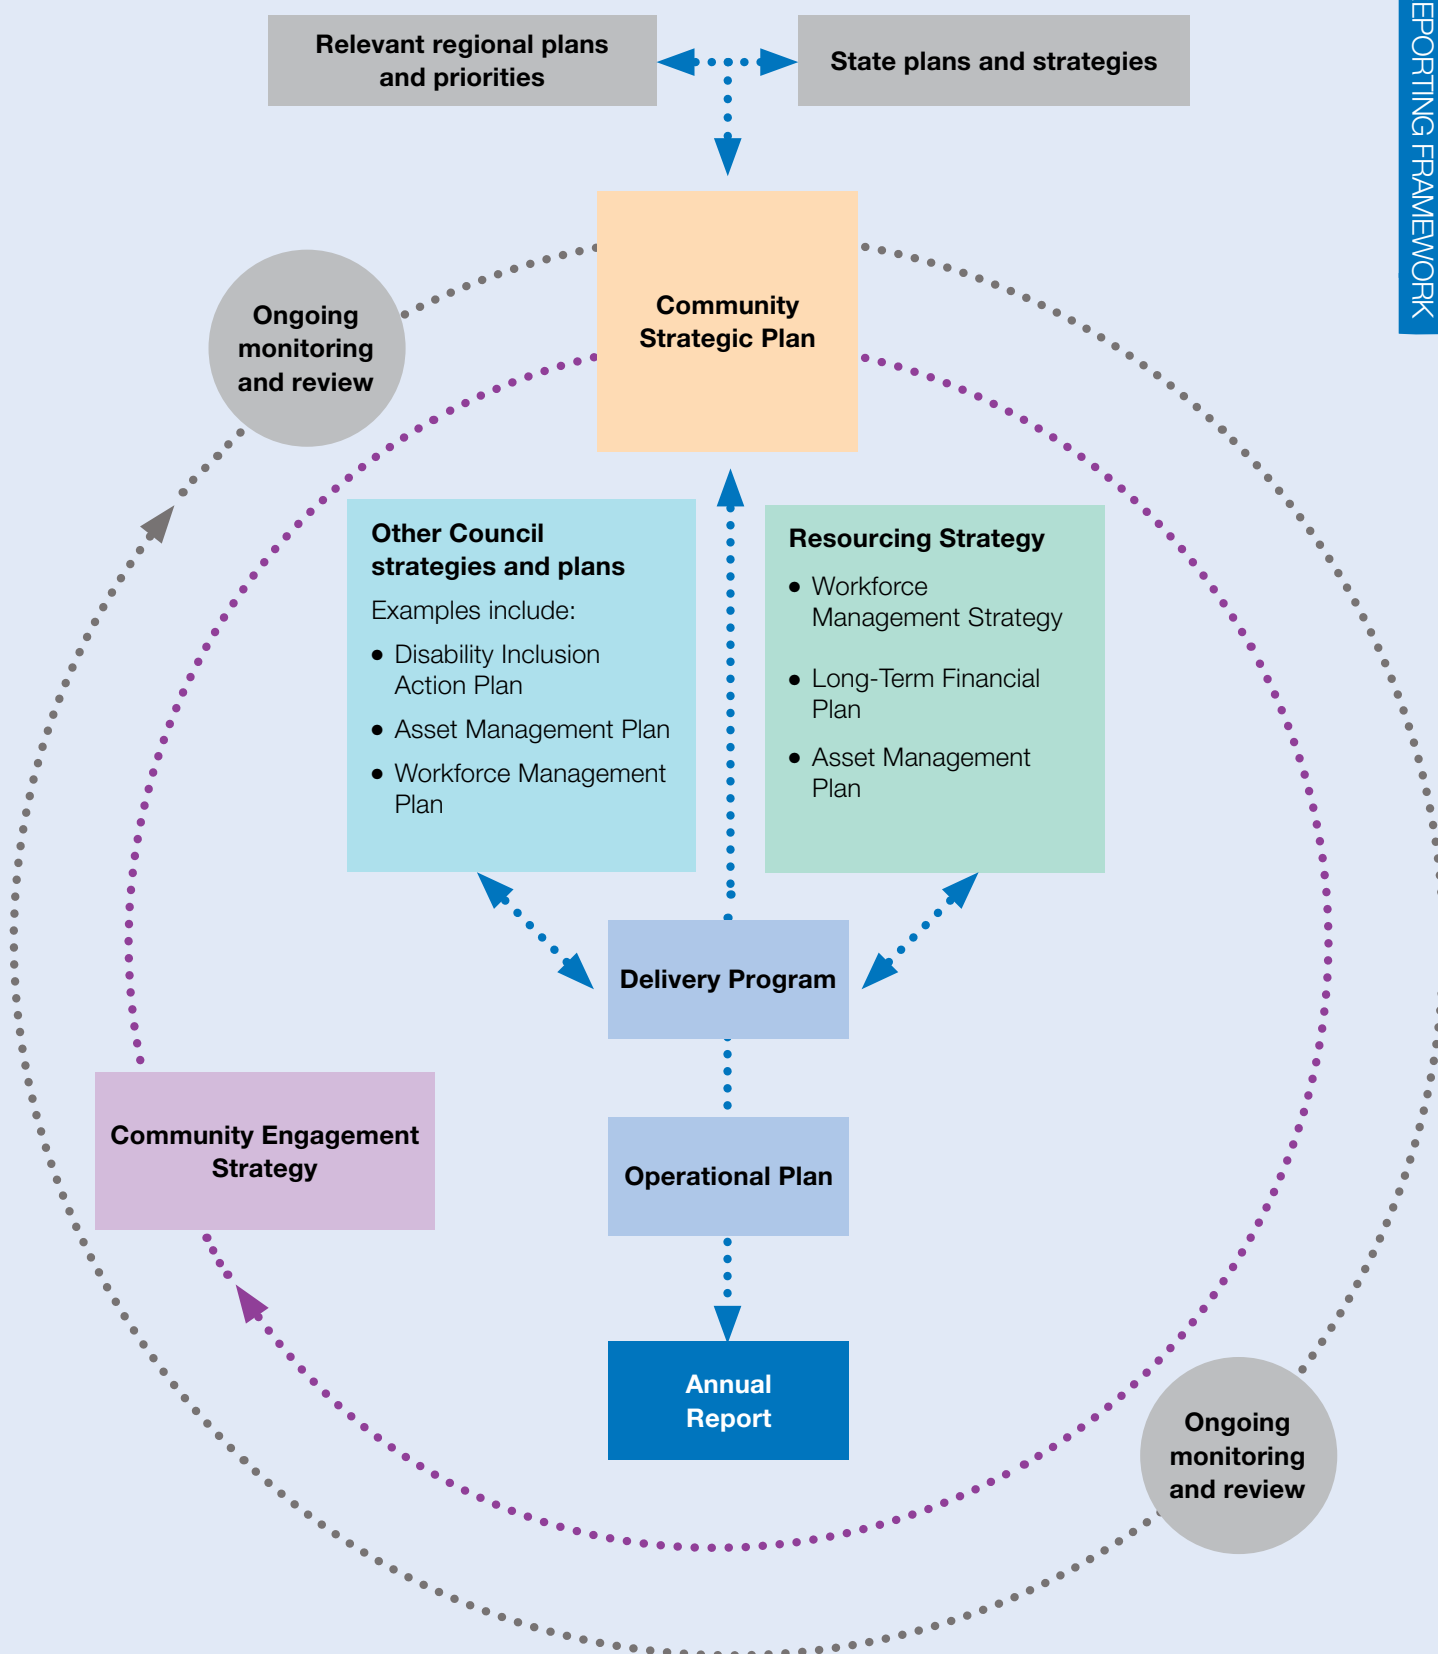 Relevant regional plans
and priorities
State plans and strategies
EPORTING FRAMEWORK
Community
Strategic Plan
Ongoing
monitoring
and review
Other Council
strategies and plans
Examples include:
• Disability Inclusion
Action Plan
• Asset Management Plan
• Workforce Management
Plan
Resourcing Strategy
• Workforce
Management Strategy
• Long-Term Financial
Plan
• Asset Management
Plan
Delivery Program
Community Engagement
Strategy
Operational Plan
Annual
Report
Ongoing
monitoring
and review